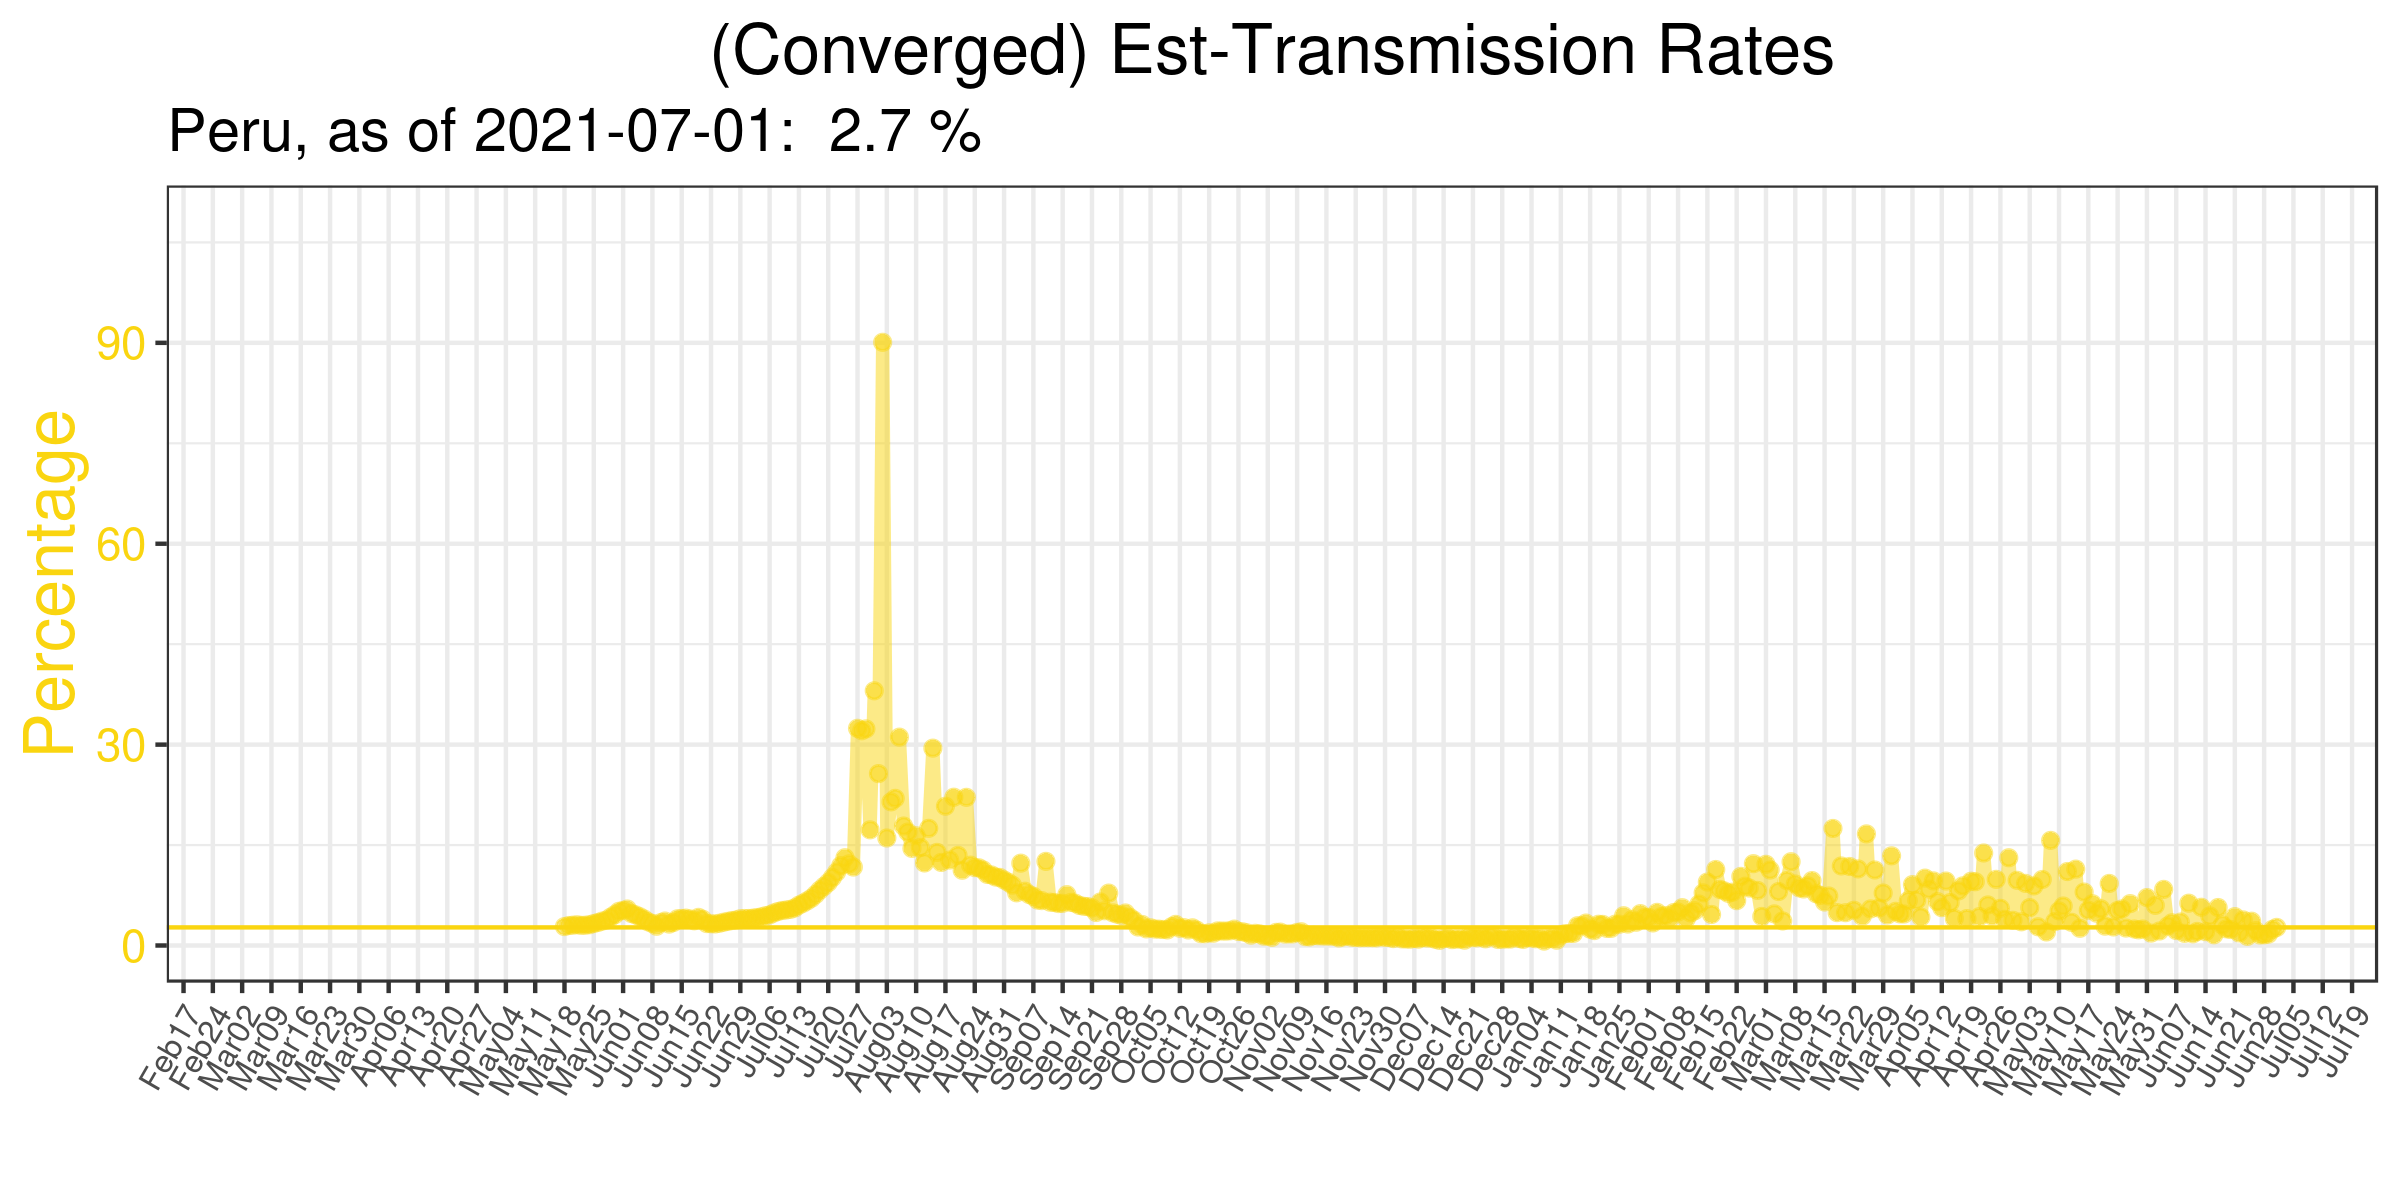 (Converged) Est-Transmission Rates
Peru, as of 2021-07-01:  2.7 %
Percentage
90
60
30
0
Feb17 Feb24 Mar02 Mar09 Mar16 Mar23 Mar30 Apr06 Apr13 Apr20 Apr27 May04 May11 May18 May25 Jun01 Jun08 Jun15 Jun22 Jun29 Jul06 Jul13 Jul20 Jul27 Aug03 Aug10 Aug17 Aug24 Aug31 Sep07 Sep14 Sep21 Sep28 Oct05 Oct12 Oct19 Oct26 Nov02 Nov09 Nov16 Nov23 Nov30 Dec07 Dec14 Dec21 Dec28 Jan04 Jan11 Jan18 Jan25 Feb01 Feb08 Feb15 Feb22 Mar01 Mar08 Mar15 Mar22 Mar29 Apr05 Apr12 Apr19 Apr26 May03 May10 May17 May24 May31 Jun07 Jun14 Jun21 Jun28 Jul05 Jul12 Jul19